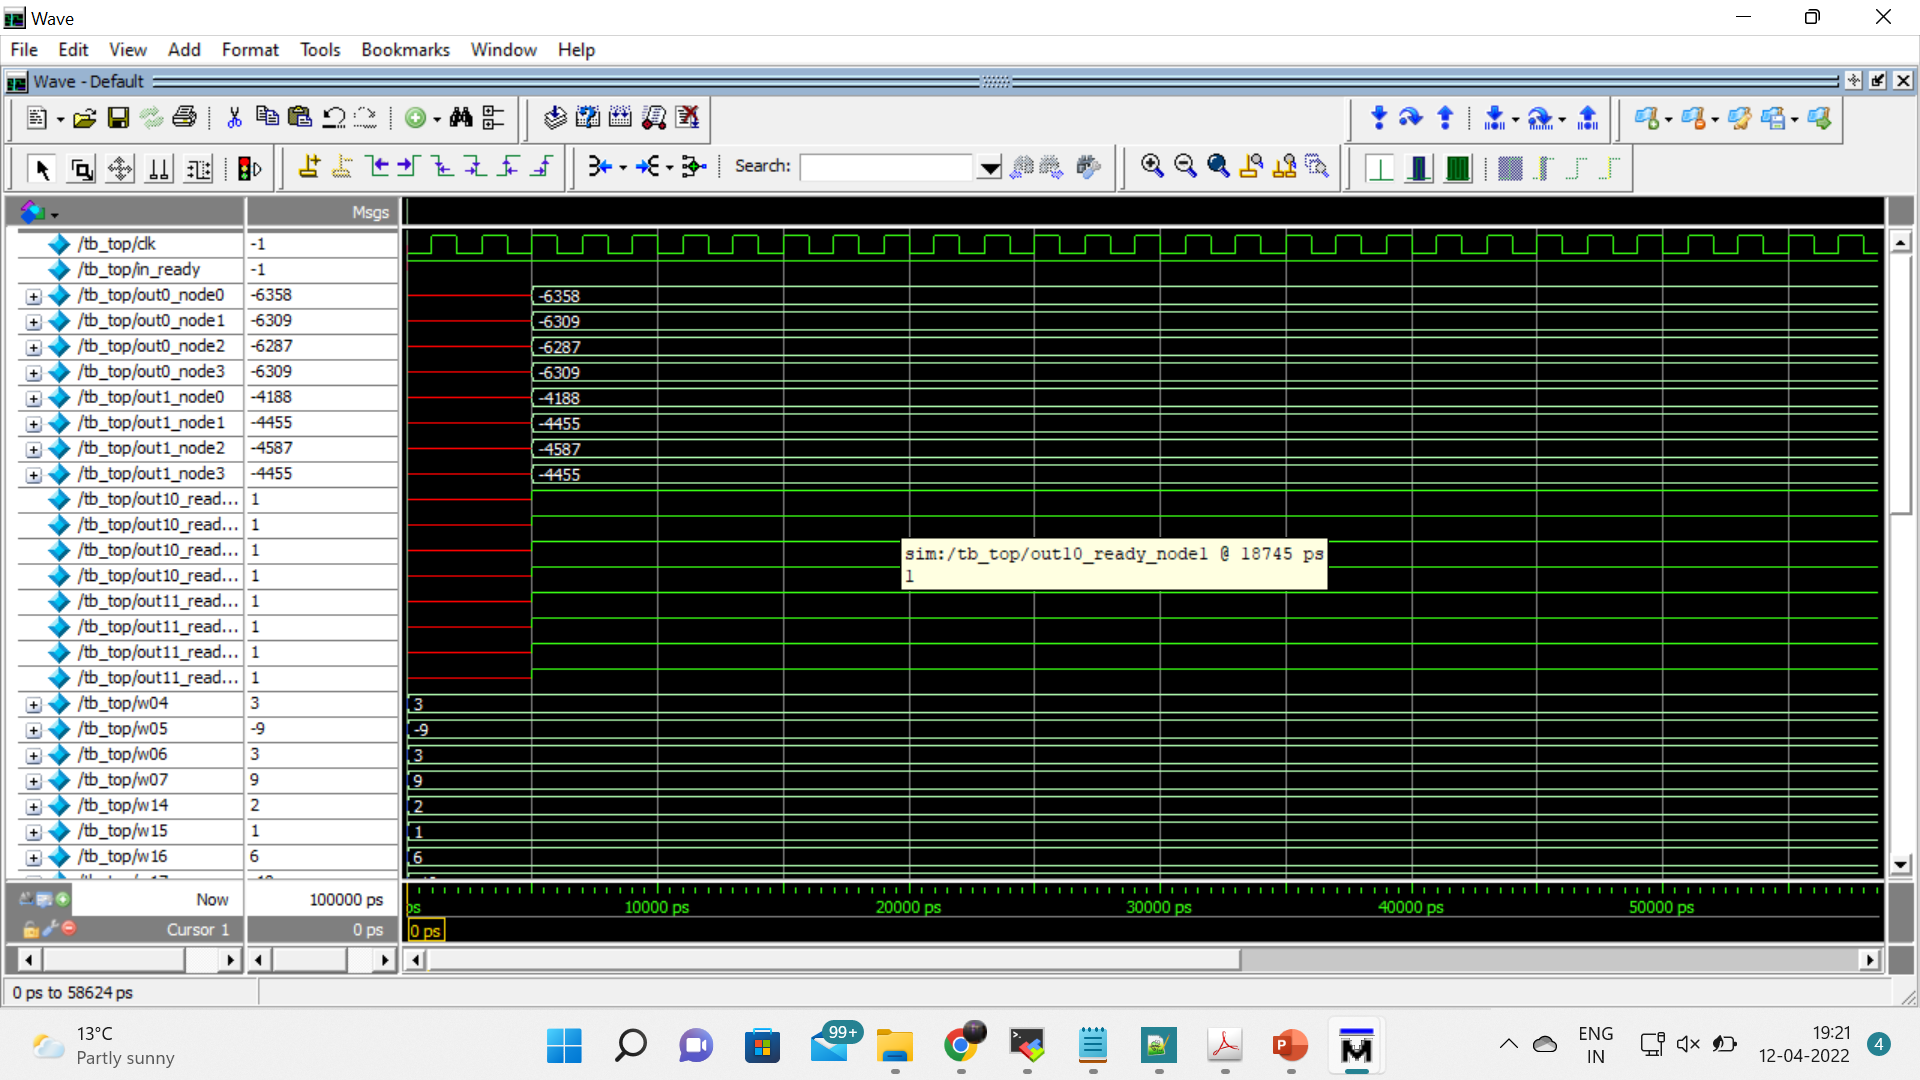 Wave
File Edit View Add Format Tools Bookmarks Window Help
Wave - Default
Search:
Msgs
/tb_top/clk -1
/tb_top/in_ready -1
/tb_top/out0_node0 -6358 -6358
/tb_top/out0_node1 -6309 -6309
/tb_top/out0_node2 -6287 -6287
/tb_top/out0_node3 -6309 -6309
/tb_top/out1_node0 -4188 -4188
/tb_top/out1_node1 -4455 -4455
/tb_top/out1_node2 -4587 -4587
/tb_top/out1_node3 -4455 -4455
/tb_top/out10_read... 1
/tb_top/out10_read... 1
/tb_top/out10_read... 1
sim:/tb_top/out10_ready_node1 @ 18745 ps
/tb_top/out10_read... 1
1
/tb_top/out11_read... 1
/tb_top/out11_read... 1
/tb_top/out11_read... 1
/tb_top/out11_read... 1
/tb_top/w04 3 3
/tb_top/w05 -9 -9
/tb_top/w06 3 3
/tb_top/w07 9 9
/tb_top/w14 2 2
/tb_top/w15 1 1
/tb_top/w16 6 6
Now 100000 ps ps 10000 ps 20000 ps 30000 ps 40000 ps 50000 ps
Cursor 1 0 ps 0 ps
0 ps to 58624 ps
13°C
Partly sunny
99+
ENG
IN
19:21
12-04-2022
4